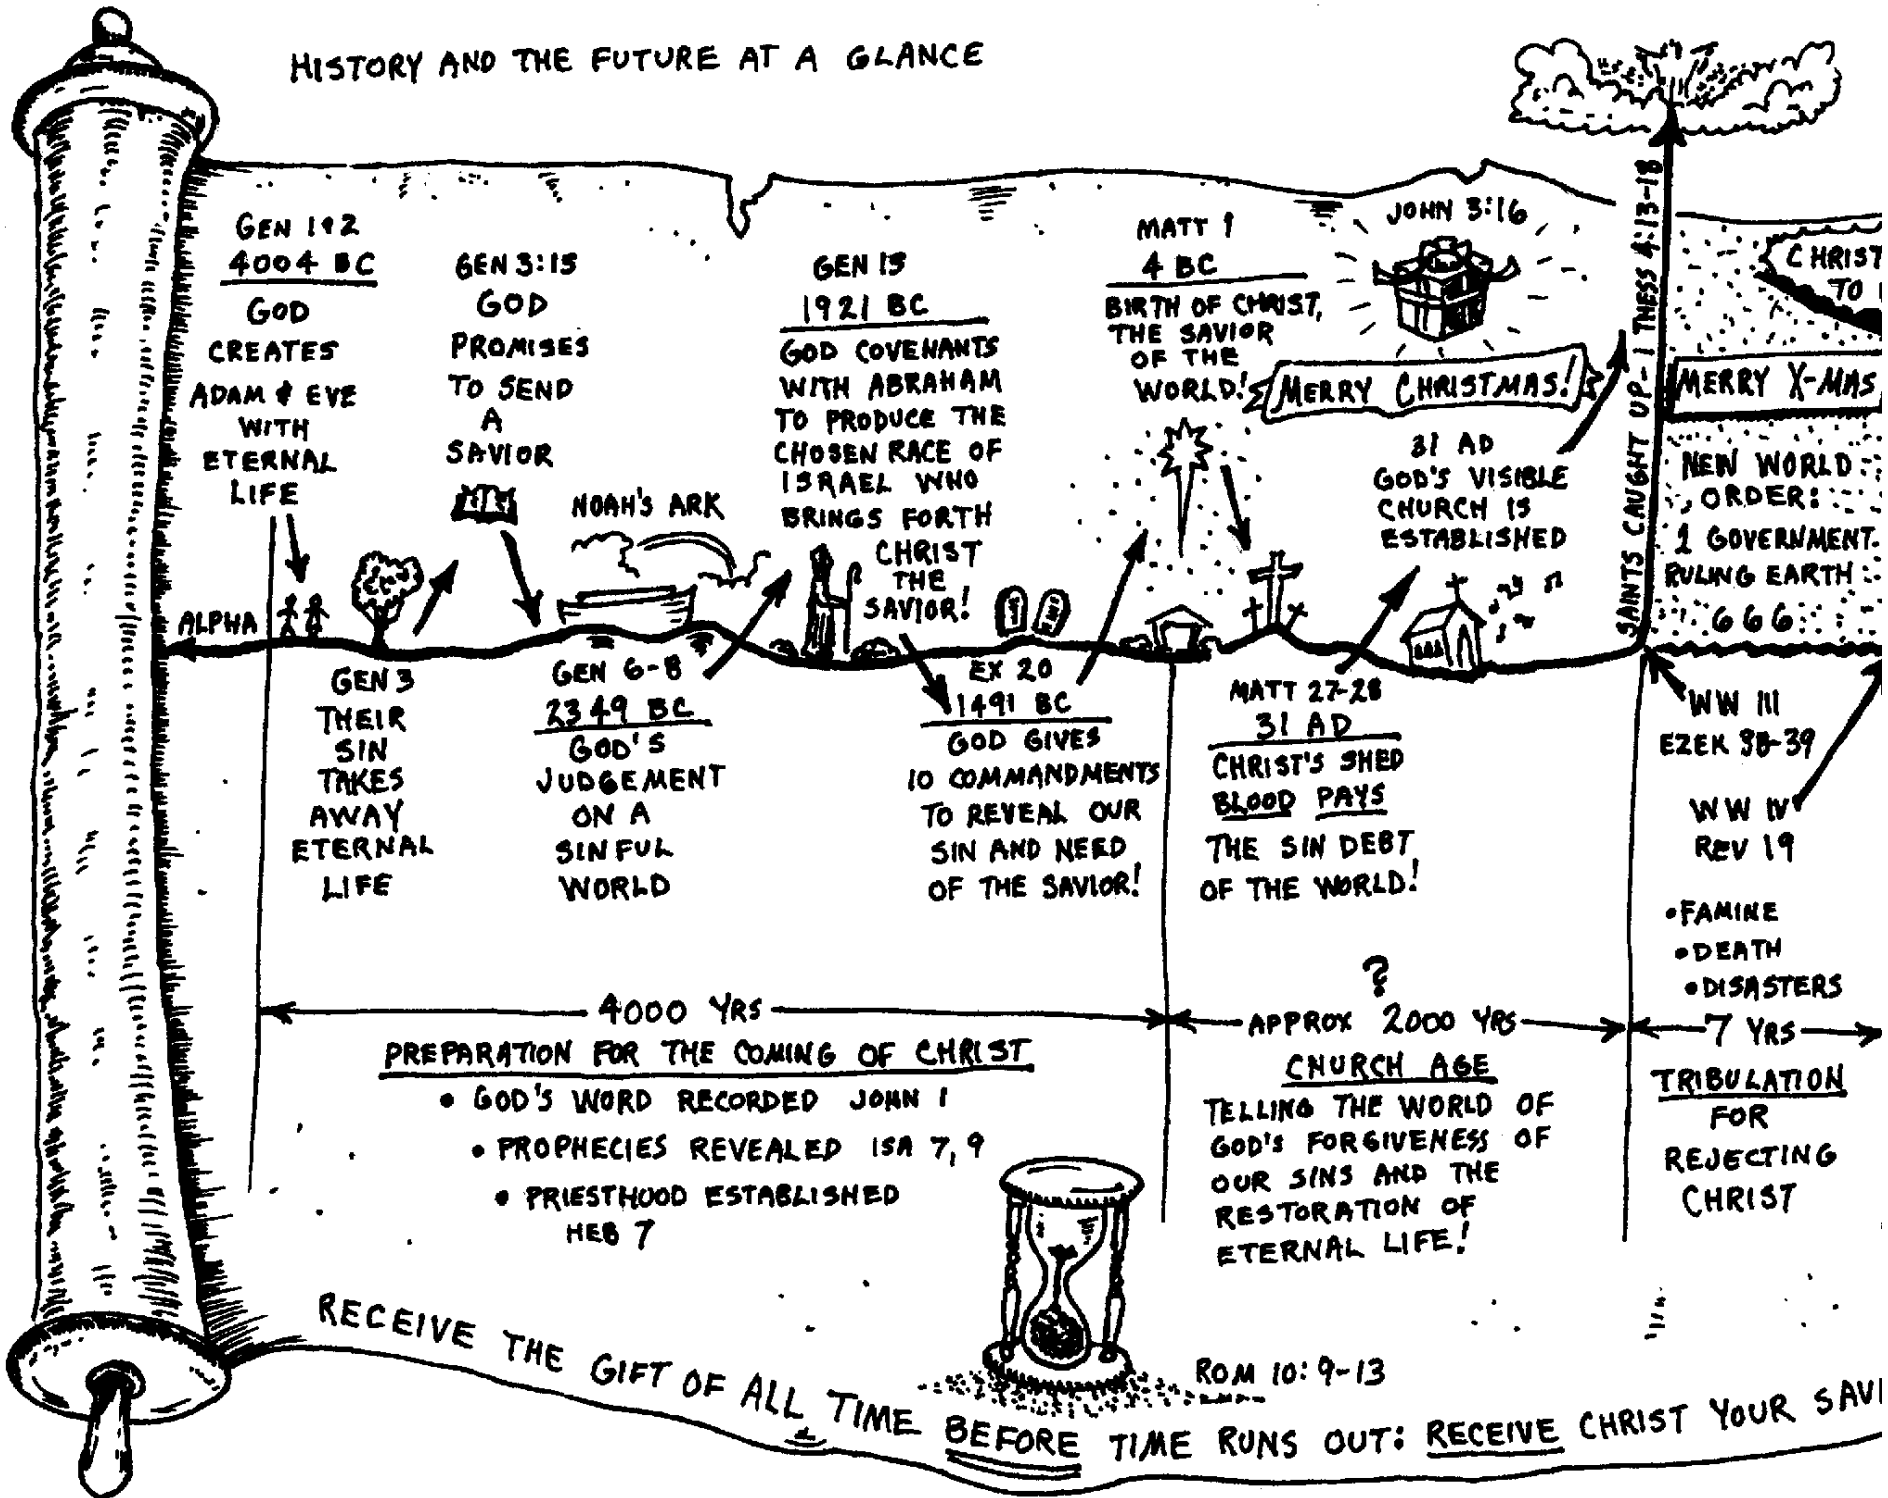 HISTORY AND THE FUTURE AT A GLANCE
GEN 1&2
4004 BC
GOD
CREATES
ADAM & EVE
WITH
ETERNAL
LIFE
ALPHA
GEN 3
THEIR
SIN
TAKES
AWAY
ETERNAL
LIFE
GEN 3:15
GOD
PROMISES
TO SEND
A
SAVIOR
NOAH'S ARK
GEN 6-8
2349 BC
GOD'S
JUDGEMENT
ON A
SINFUL
WORLD
GEN 15
1921 BC
GOD COVENANTS
WITH ABRAHAM
TO PRODUCE THE
CHOSEN RACE OF
ISRAEL WHO
BRINGS FORTH
CHRIST
THE
SAVIOR!
EX 20
1491 BC
GOD GIVES
10 COMMANDMENTS
TO REVEAL OUR
SIN AND NEED
OF THE SAVIOR!
MATT 1
4 BC
BIRTH OF CHRIST,
THE SAVIOR
OF THE
WORLD!
JOHN 3:16
MERRY CHRISTMAS!
MATT 27-28
31 AD
CHRIST'S SHED
BLOOD PAYS
THE SIN DEBT
OF THE WORLD!
31 AD
GOD'S VISIBLE
CHURCH IS
ESTABLISHED
SAINTS CAUGHT UP - 1 THESS 4:13-18
CHRIST
TO
MERRY X-MAS
NEW WORLD
ORDER:
1 GOVERNMENT
RULING EARTH
666
WW III
EZEK 38-39
WW IV
REV 19
• FAMINE
• DEATH
• DISASTERS
4000 YRS
PREPARATION FOR THE COMING OF CHRIST
• GOD'S WORD RECORDED JOHN 1
• PROPHECIES REVEALED ISA 7, 9
• PRIESTHOOD ESTABLISHED
HEB 7
?
APPROX 2000 YRS
CHURCH AGE
TELLING THE WORLD OF
GOD'S FORGIVENESS OF
OUR SINS AND THE
RESTORATION OF
ETERNAL LIFE!
7 YRS
TRIBULATION
FOR
REJECTING
CHRIST
ROM 10:9-13
RECEIVE THE GIFT OF ALL TIME BEFORE TIME RUNS OUT: RECEIVE CHRIST YOUR SAVI